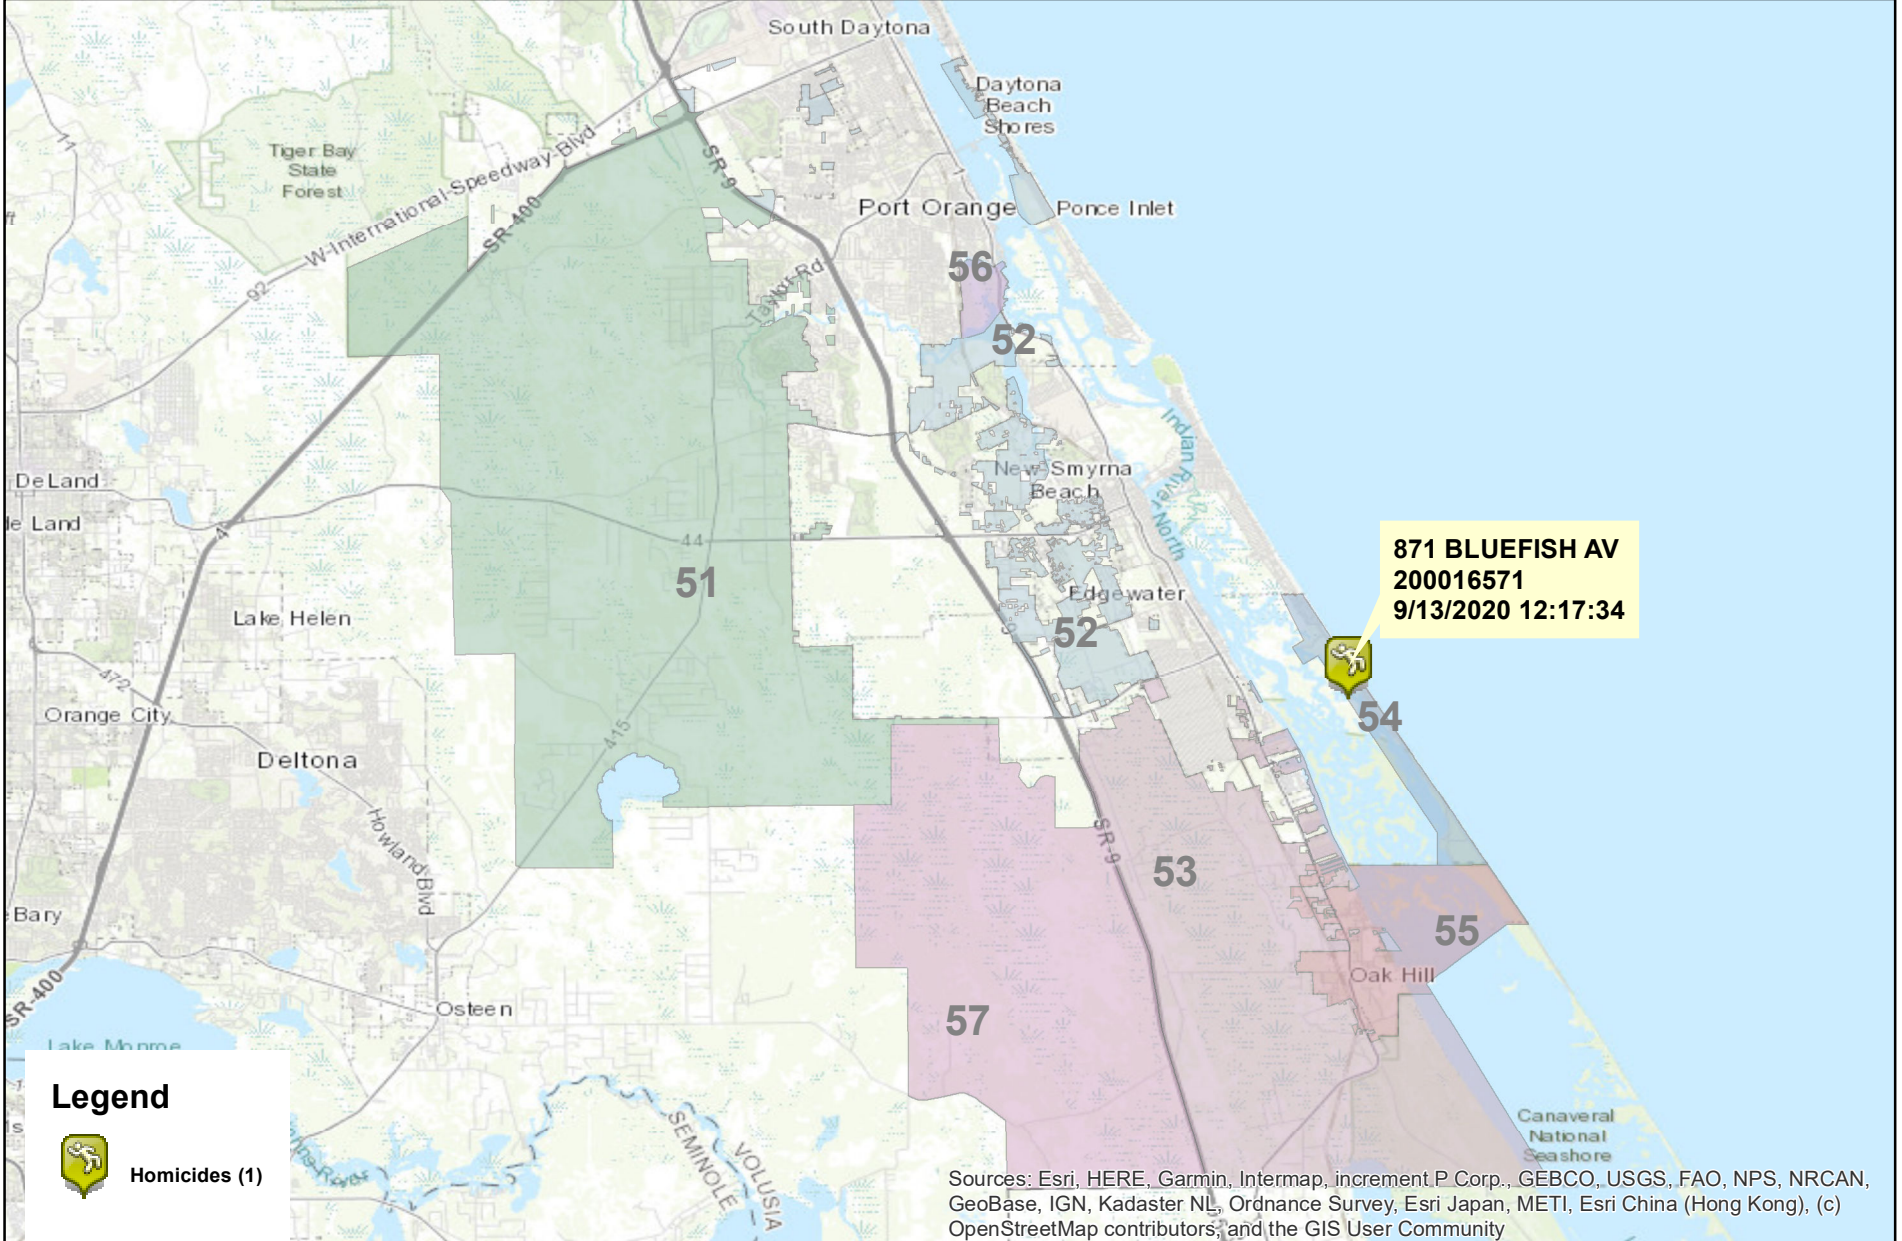 South Daytona
Daytona
Beach
Shores
Tiger Bay
State
Forest
W-International-Speedway-Blvd
SR-9
SR-400
92
11
1
Port Orange
Ponce Inlet
56
Taylor Rd
52
Indian River North
DeLand
New Smyrna
Beach
4
44
51
871 BLUEFISH AV
200016571
9/13/2020 12:17:34
Edgewater
Lake Helen
52
9
472
54
Orange City
415
Deltona
Howland Blvd
SR-9
53
55
Bary
Oak Hill
SR-400
Osteen
57
Lake Monroe
Legend
Homicides (1)
SEMINOLE
VOLUSIA
Canaveral
National
Seashore
Sources: Esri, HERE, Garmin, Intermap, increment P Corp., GEBCO, USGS, FAO, NPS, NRCAN,
GeoBase, IGN, Kadaster NL, Ordnance Survey, Esri Japan, METI, Esri China (Hong Kong), (c)
OpenStreetMap contributors, and the GIS User Community